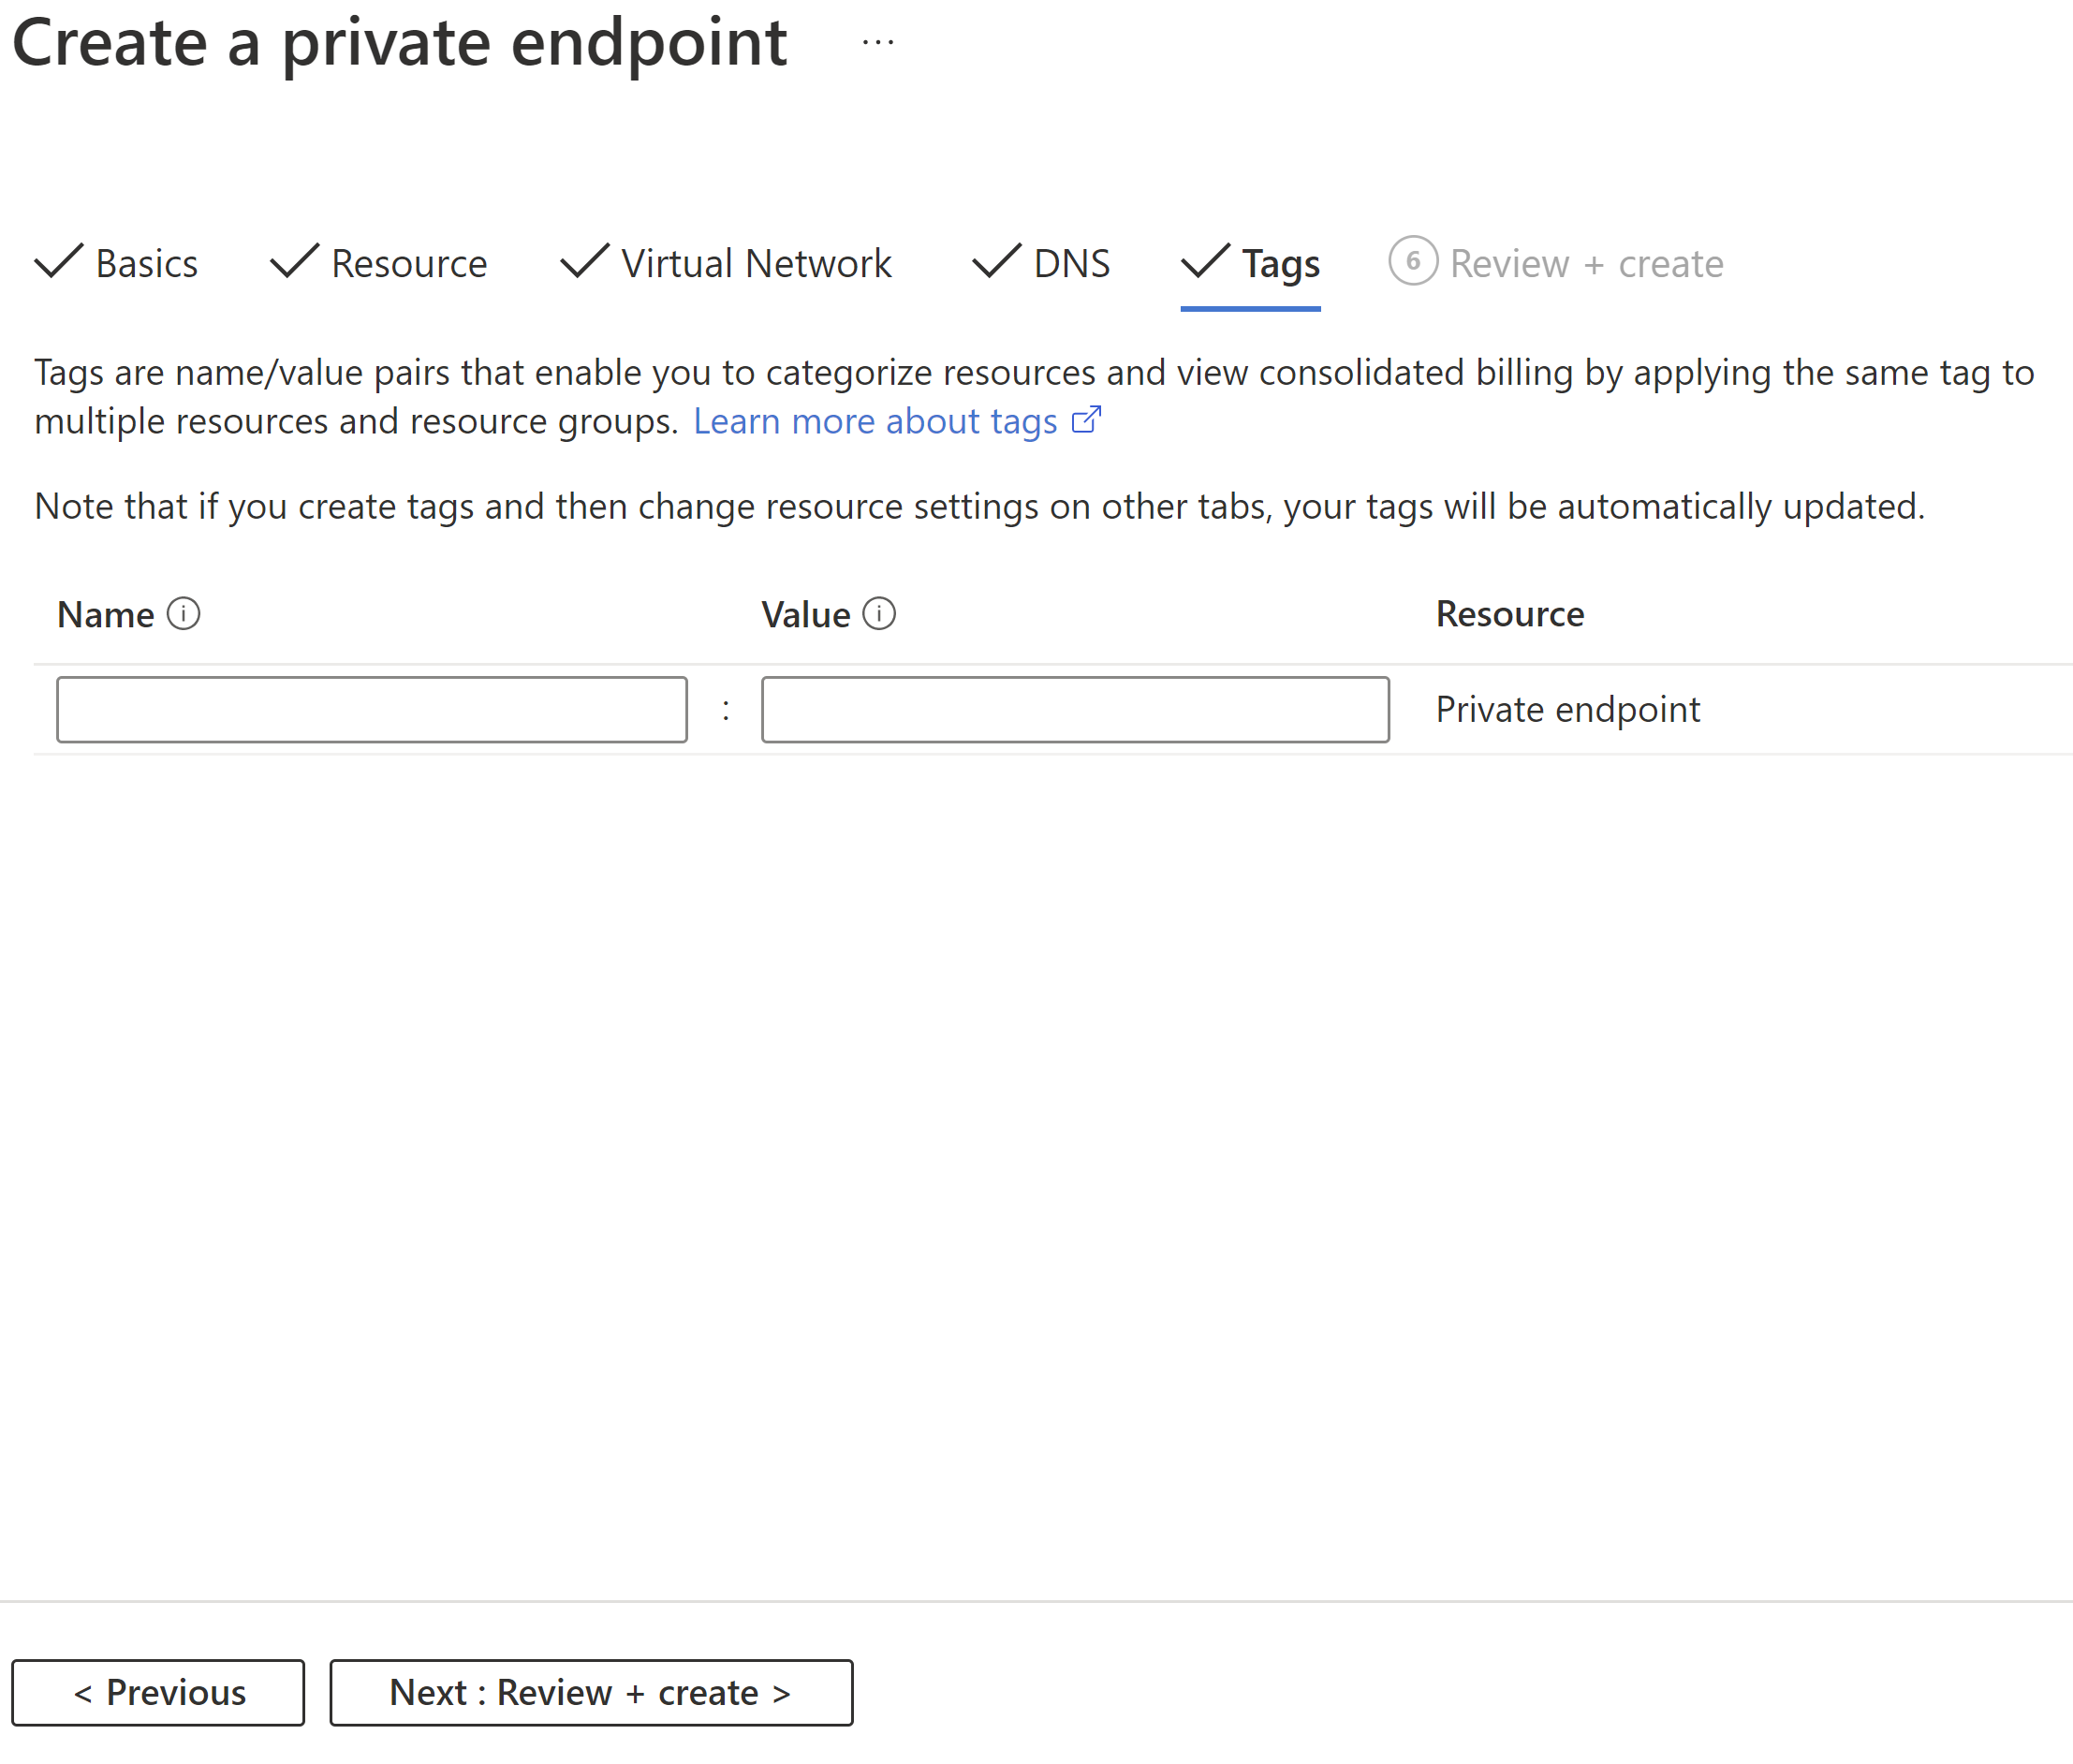 Create a private endpoint ...
Basics Resource Virtual Network DNS Tags 6 Review + create
Tags are name/value pairs that enable you to categorize resources and view consolidated billing by applying the same tag to
multiple resources and resource groups. Learn more about tags
Note that if you create tags and then change resource settings on other tabs, your tags will be automatically updated.
Name Value Resource
: Private endpoint
< Previous Next : Review + create >